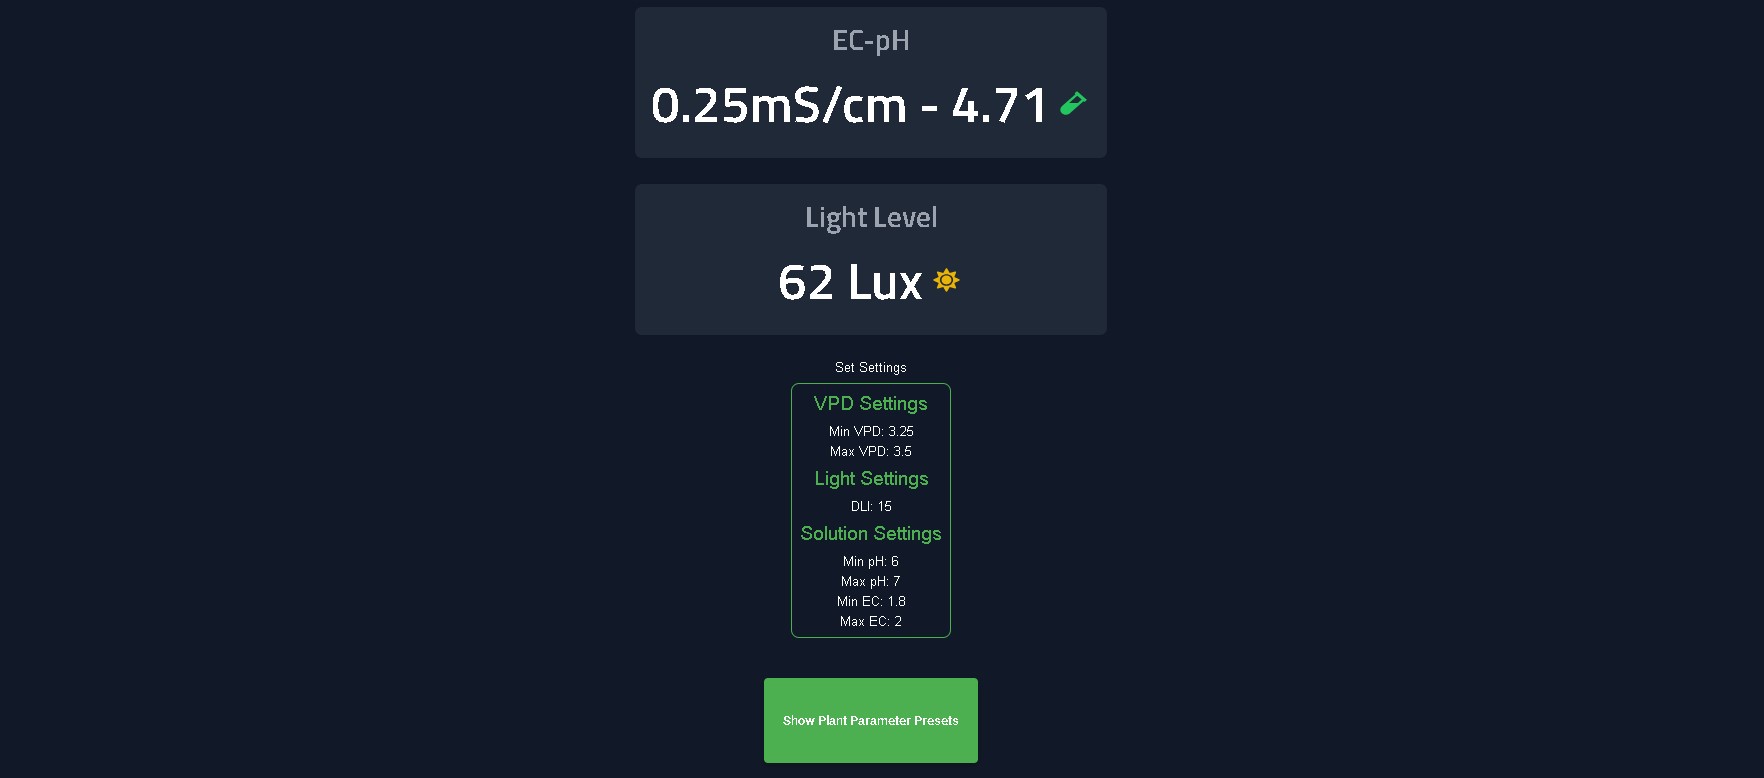 EC-pH
0.25mS/cm - 4.71
Light Level
62 Lux
Set Settings
VPD Settings
Min VPD: 3.25
Max VPD: 3.5
Light Settings
DLI: 15
Solution Settings
Min pH: 6
Max pH: 7
Min EC: 1.8
Max EC: 2
Show Plant Parameter Presets